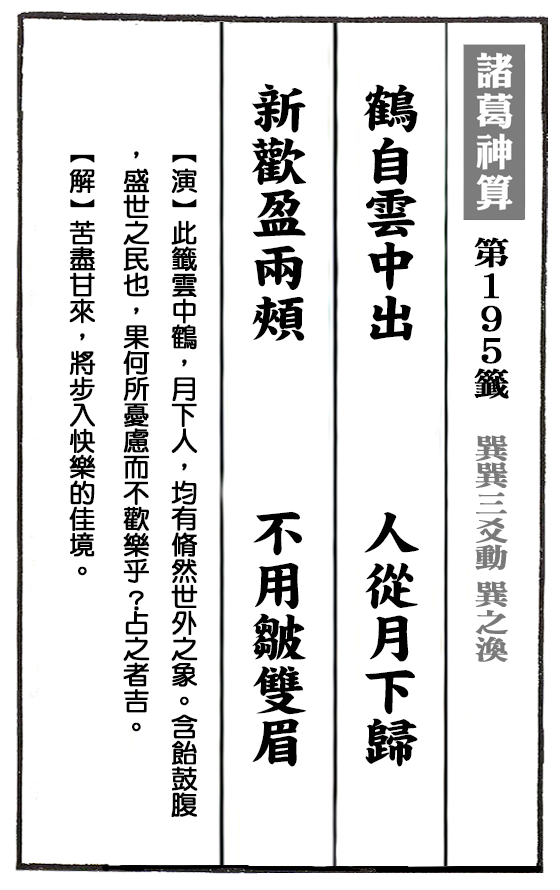 諸葛神算 第195籤 巽巽三爻動 巽之渙
鶴自雲中出 人從月下歸
新歡盈兩頰 不用皺雙眉
【演】此籤雲中鶴,月下人,均有脩然世外之象。含飴鼓腹
,盛世之民也,果何所憂慮而不歡樂乎?占之者吉。
【解】苦盡甘來,將步入快樂的佳境。